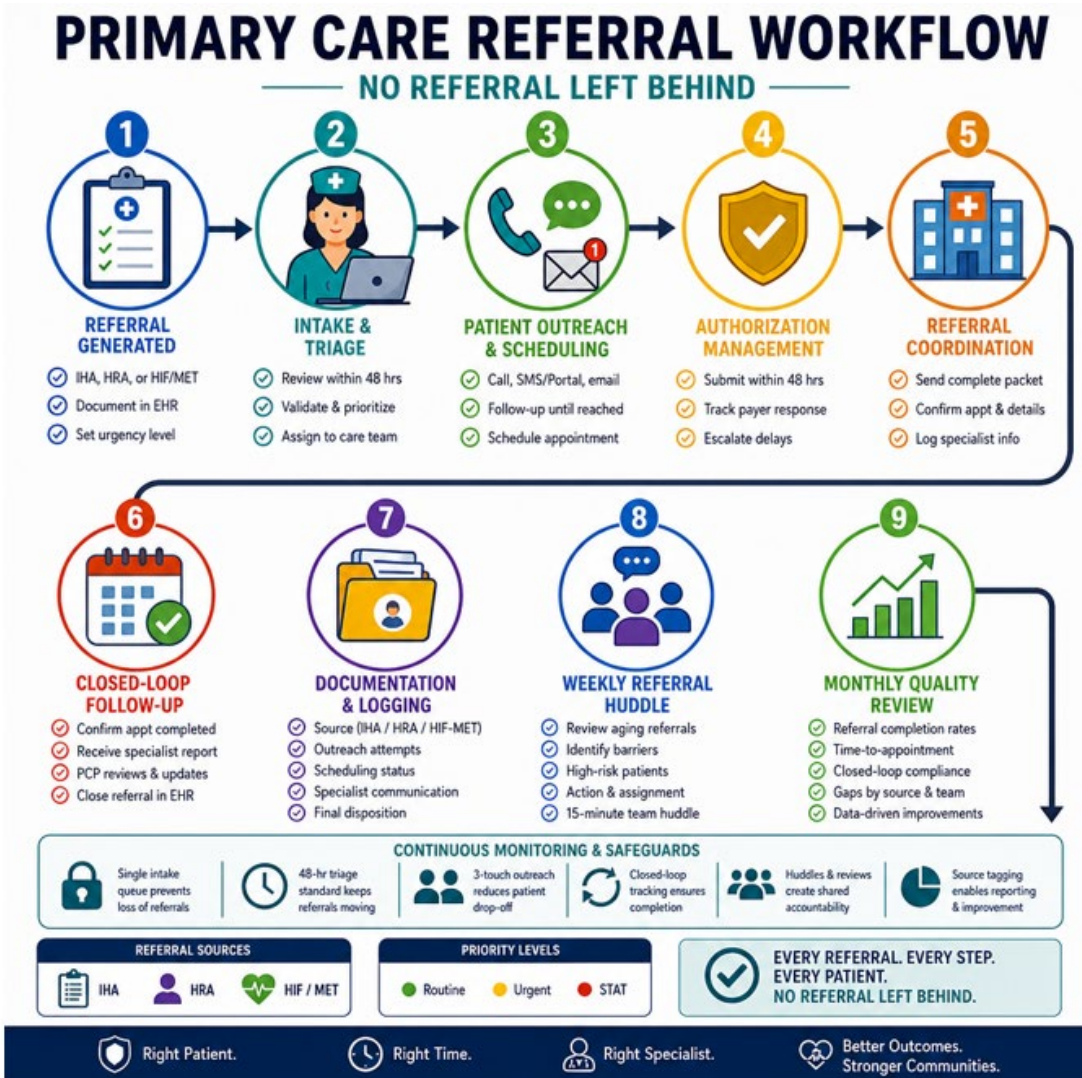 PRIMARY CARE REFERRAL WORKFLOW
NO REFERRAL LEFT BEHIND
1
REFERRAL
GENERATED
IHA, HRA, or HIF/MET
Document in EHR
Set urgency level
2
INTAKE &
TRIAGE
Review within 48 hrs
Validate & prioritize
Assign to care team
3
1
PATIENT OUTREACH
& SCHEDULING
Call, SMS/Portal, email
Follow-up until reached
Schedule appointment
4
AUTHORIZATION
MANAGEMENT
Submit within 48 hrs
Track payer response
Escalate delays
5
REFERRAL
COORDINATION
Send complete packet
Confirm appt & details
Log specialist info
6
CLOSED-LOOP
FOLLOW-UP
Confirm appt completed
Receive specialist report
PCP reviews & updates
Close referral in EHR
7
DOCUMENTATION
& LOGGING
Source (IHA / HRA / HIF-MET)
Outreach attempts
Scheduling status
Specialist communication
Final disposition
8
WEEKLY REFERRAL
HUDDLE
Review aging referrals
Identify barriers
High-risk patients
Action & assignment
15-minute team huddle
9
MONTHLY QUALITY
REVIEW
Referral completion rates
Time-to-appointment
Closed-loop compliance
Gaps by source & team
Data-driven improvements
CONTINUOUS MONITORING & SAFEGUARDS
Single intake
queue prevents
loss of referrals
48-hr triage
standard keeps
referrals moving
3-touch outreach
reduces patient
drop-off
Closed-loop
tracking ensures
completion
Huddles & reviews
create shared
accountability
Source tagging
enables reporting
& improvement
REFERRAL SOURCES
IHA
HRA
HIF / MET
PRIORITY LEVELS
Routine
Urgent
STAT
EVERY REFERRAL. EVERY STEP.
EVERY PATIENT.
NO REFERRAL LEFT BEHIND.
Right Patient.
Right Time.
Right Specialist.
Better Outcomes.
Stronger Communities.